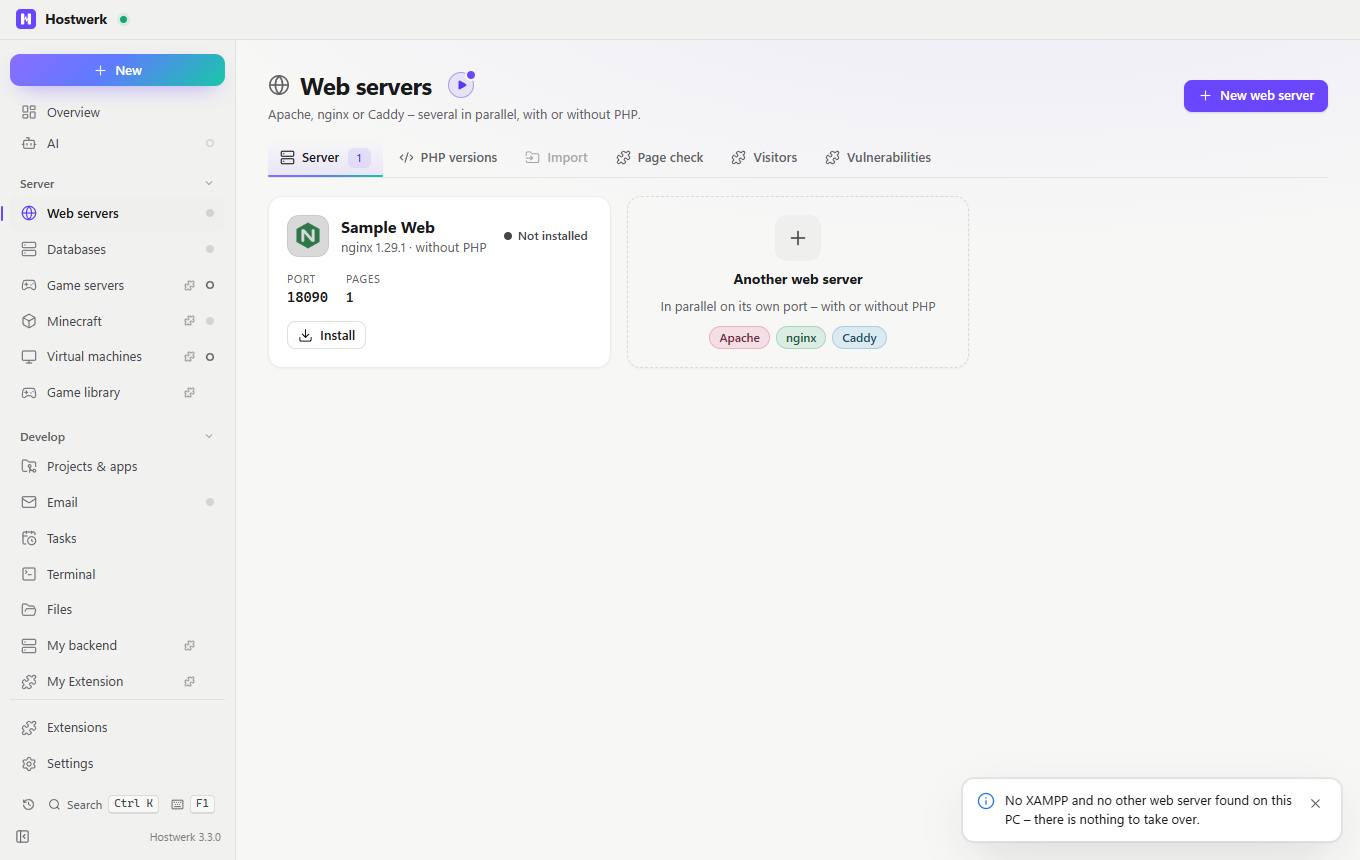 Hostwerk
New
Overview
AI
Server
Web servers
Databases
Game servers
Minecraft
Virtual machines
Game library
Develop
Projects & apps
Email
Tasks
Terminal
Files
My backend
My Extension
Extensions
Settings
Search Ctrl K F1
Hostwerk 3.3.0
Web servers
Apache, nginx or Caddy – several in parallel, with or without PHP.
New web server
Server 1 PHP versions Import Page check Visitors Vulnerabilities
Sample Web
nginx 1.29.1 · without PHP
Not installed
PORT PAGES
18090 1
Install
Another web server
In parallel on its own port – with or without PHP
Apache nginx Caddy
No XAMPP and no other web server found on this
PC – there is nothing to take over.